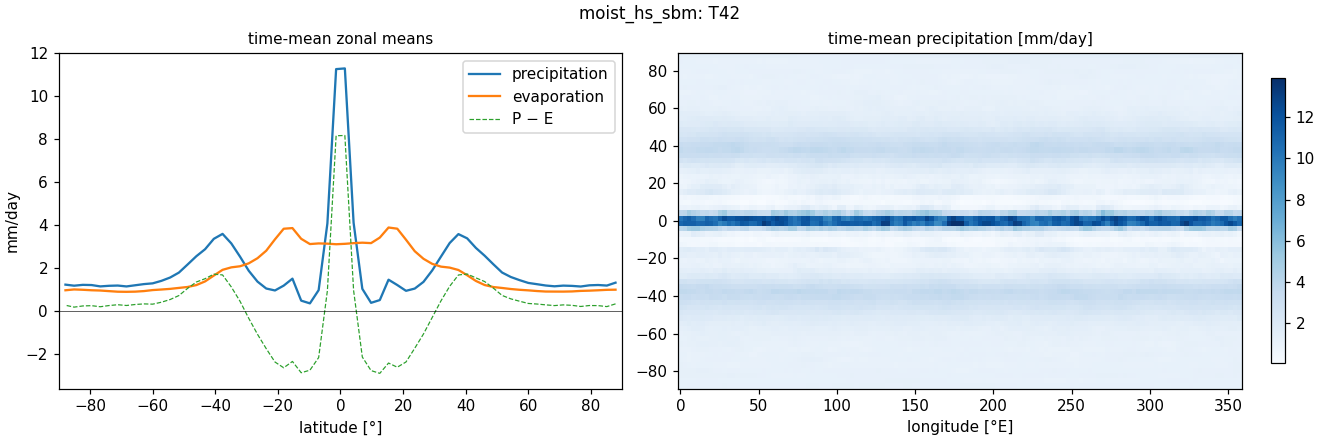 moist_hs_sbm: T42
time-mean zonal means
12
10
8
6
4
2
0
−2
mm/day
precipitation
evaporation
P − E
−80 −60 −40 −20 0 20 40 60 80
latitude [°]
time-mean precipitation [mm/day]
80
60
40
20
0
−20
−40
−60
−80
0 50 100 150 200 250 300 350
longitude [°E]
12
10
8
6
4
2